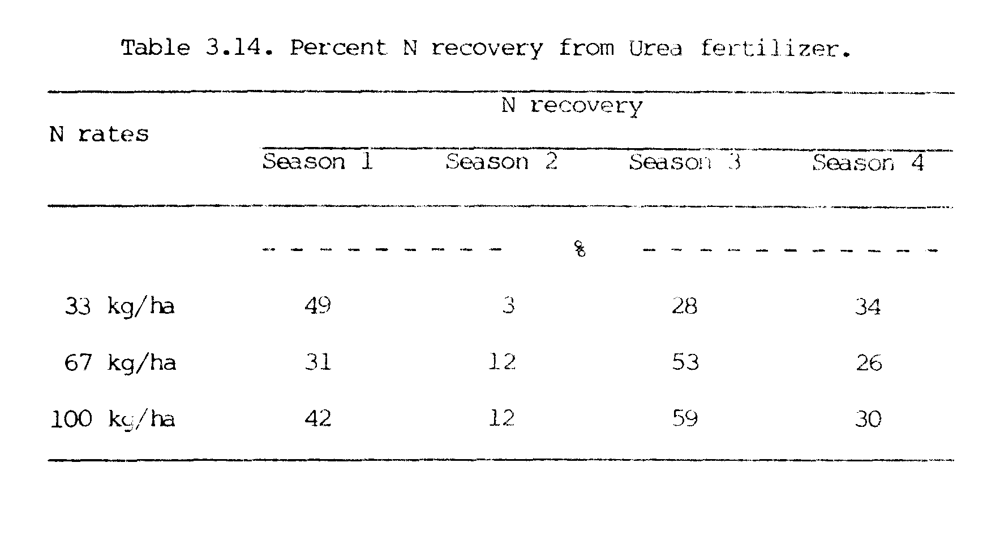 Table 3.14. Percent N recovery from Urea fertilizer.
N recovery
N rates
Season 1 Season 2 Season 3 Season 4
- - - - - - - - - % - - - - - - - - - - -
33 kg/ha 49 3 28 34
67 kg/ha 31 12 53 26
100 kg/ha 42 12 59 30